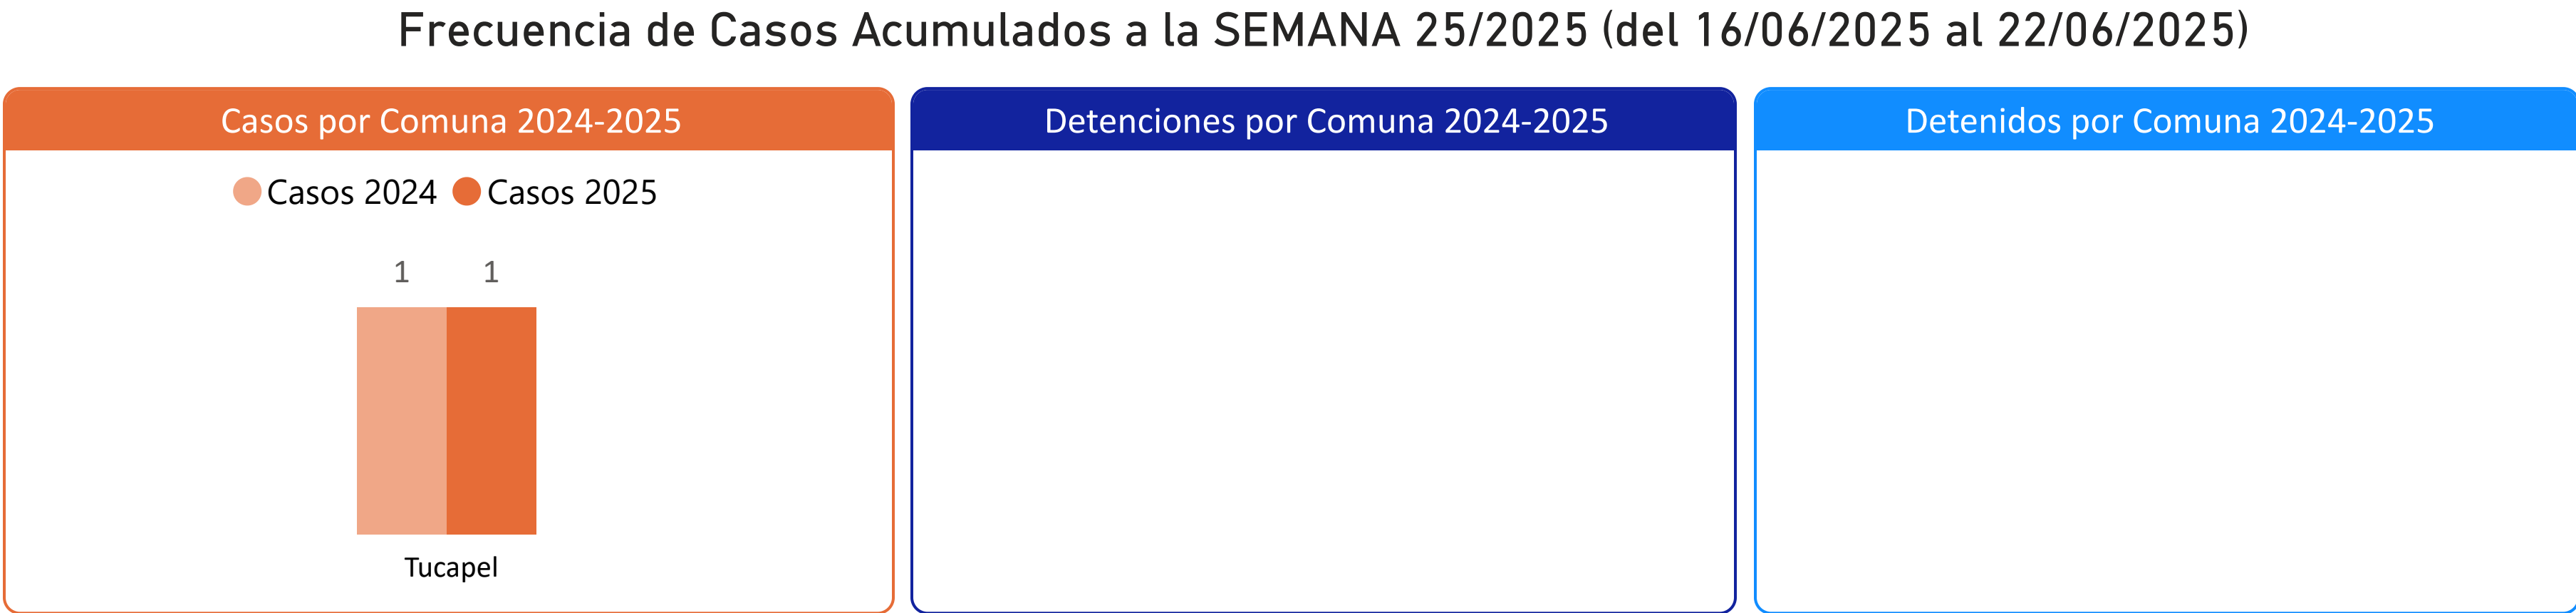 Frecuencia de Casos Acumulados a la SEMANA 25/2025 (del 16/06/2025 al 22/06/2025)
Casos por Comuna 2024-2025
Casos 2024 Casos 2025
1 1
Tucapel
Detenciones por Comuna 2024-2025
Detenidos por Comuna 2024-2025